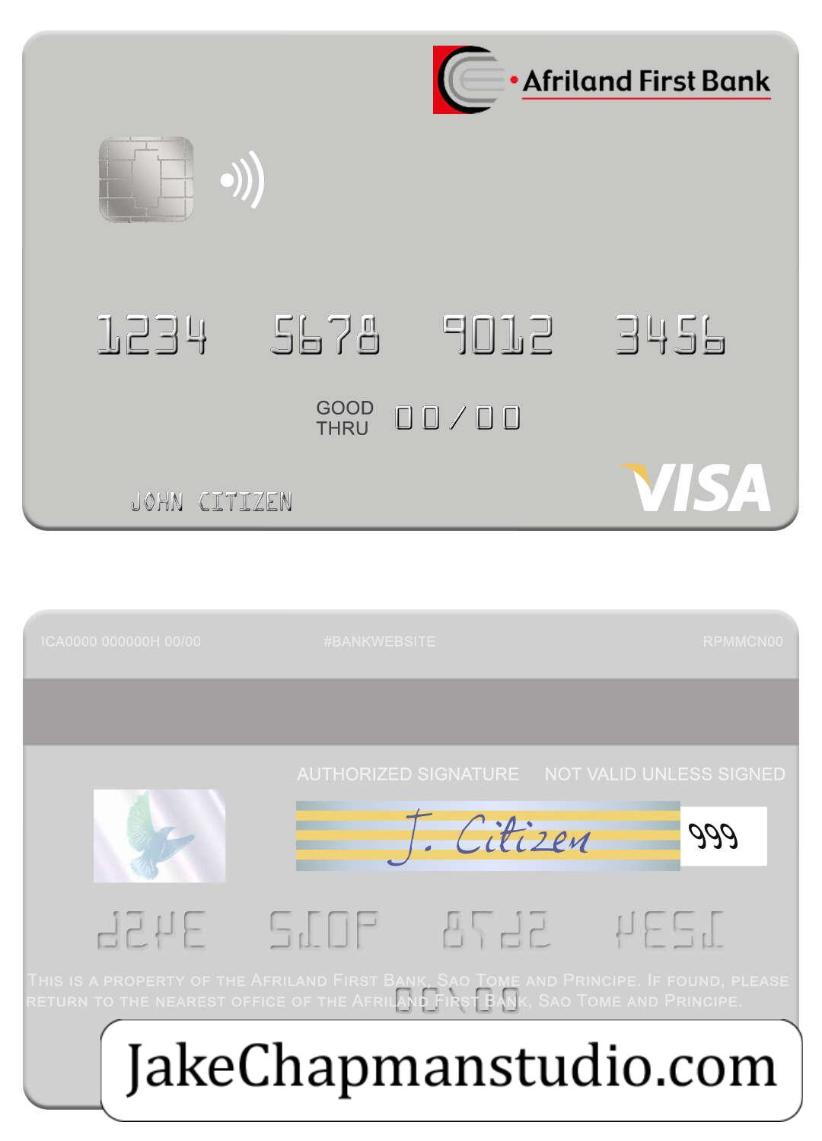 Afriland First Bank
1234 5678 9012 3456
GOOD THRU 00/00
JOHN CITIZEN
VISA
ICA0000 000000H 00/00 #BANKWEBSITE RPMMCN00
AUTHORIZED SIGNATURE NOT VALID UNLESS SIGNED
J. Citizen 999
THIS IS A PROPERTY OF THE AFRILAND FIRST BANK, SAO TOME AND PRINCIPE. IF FOUND, PLEASE
RETURN TO THE NEAREST OFFICE OF THE AFRILAND FIRST BANK, SAO TOME AND PRINCIPE.
JakeChapmanstudio.com